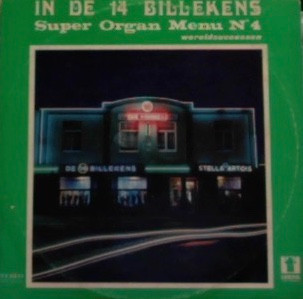 IN DE 14 BILLEKENS
Super Organ Menu N°4
wereldsuccessen
DE 14 BILLEKENS
STELLA ARTOIS